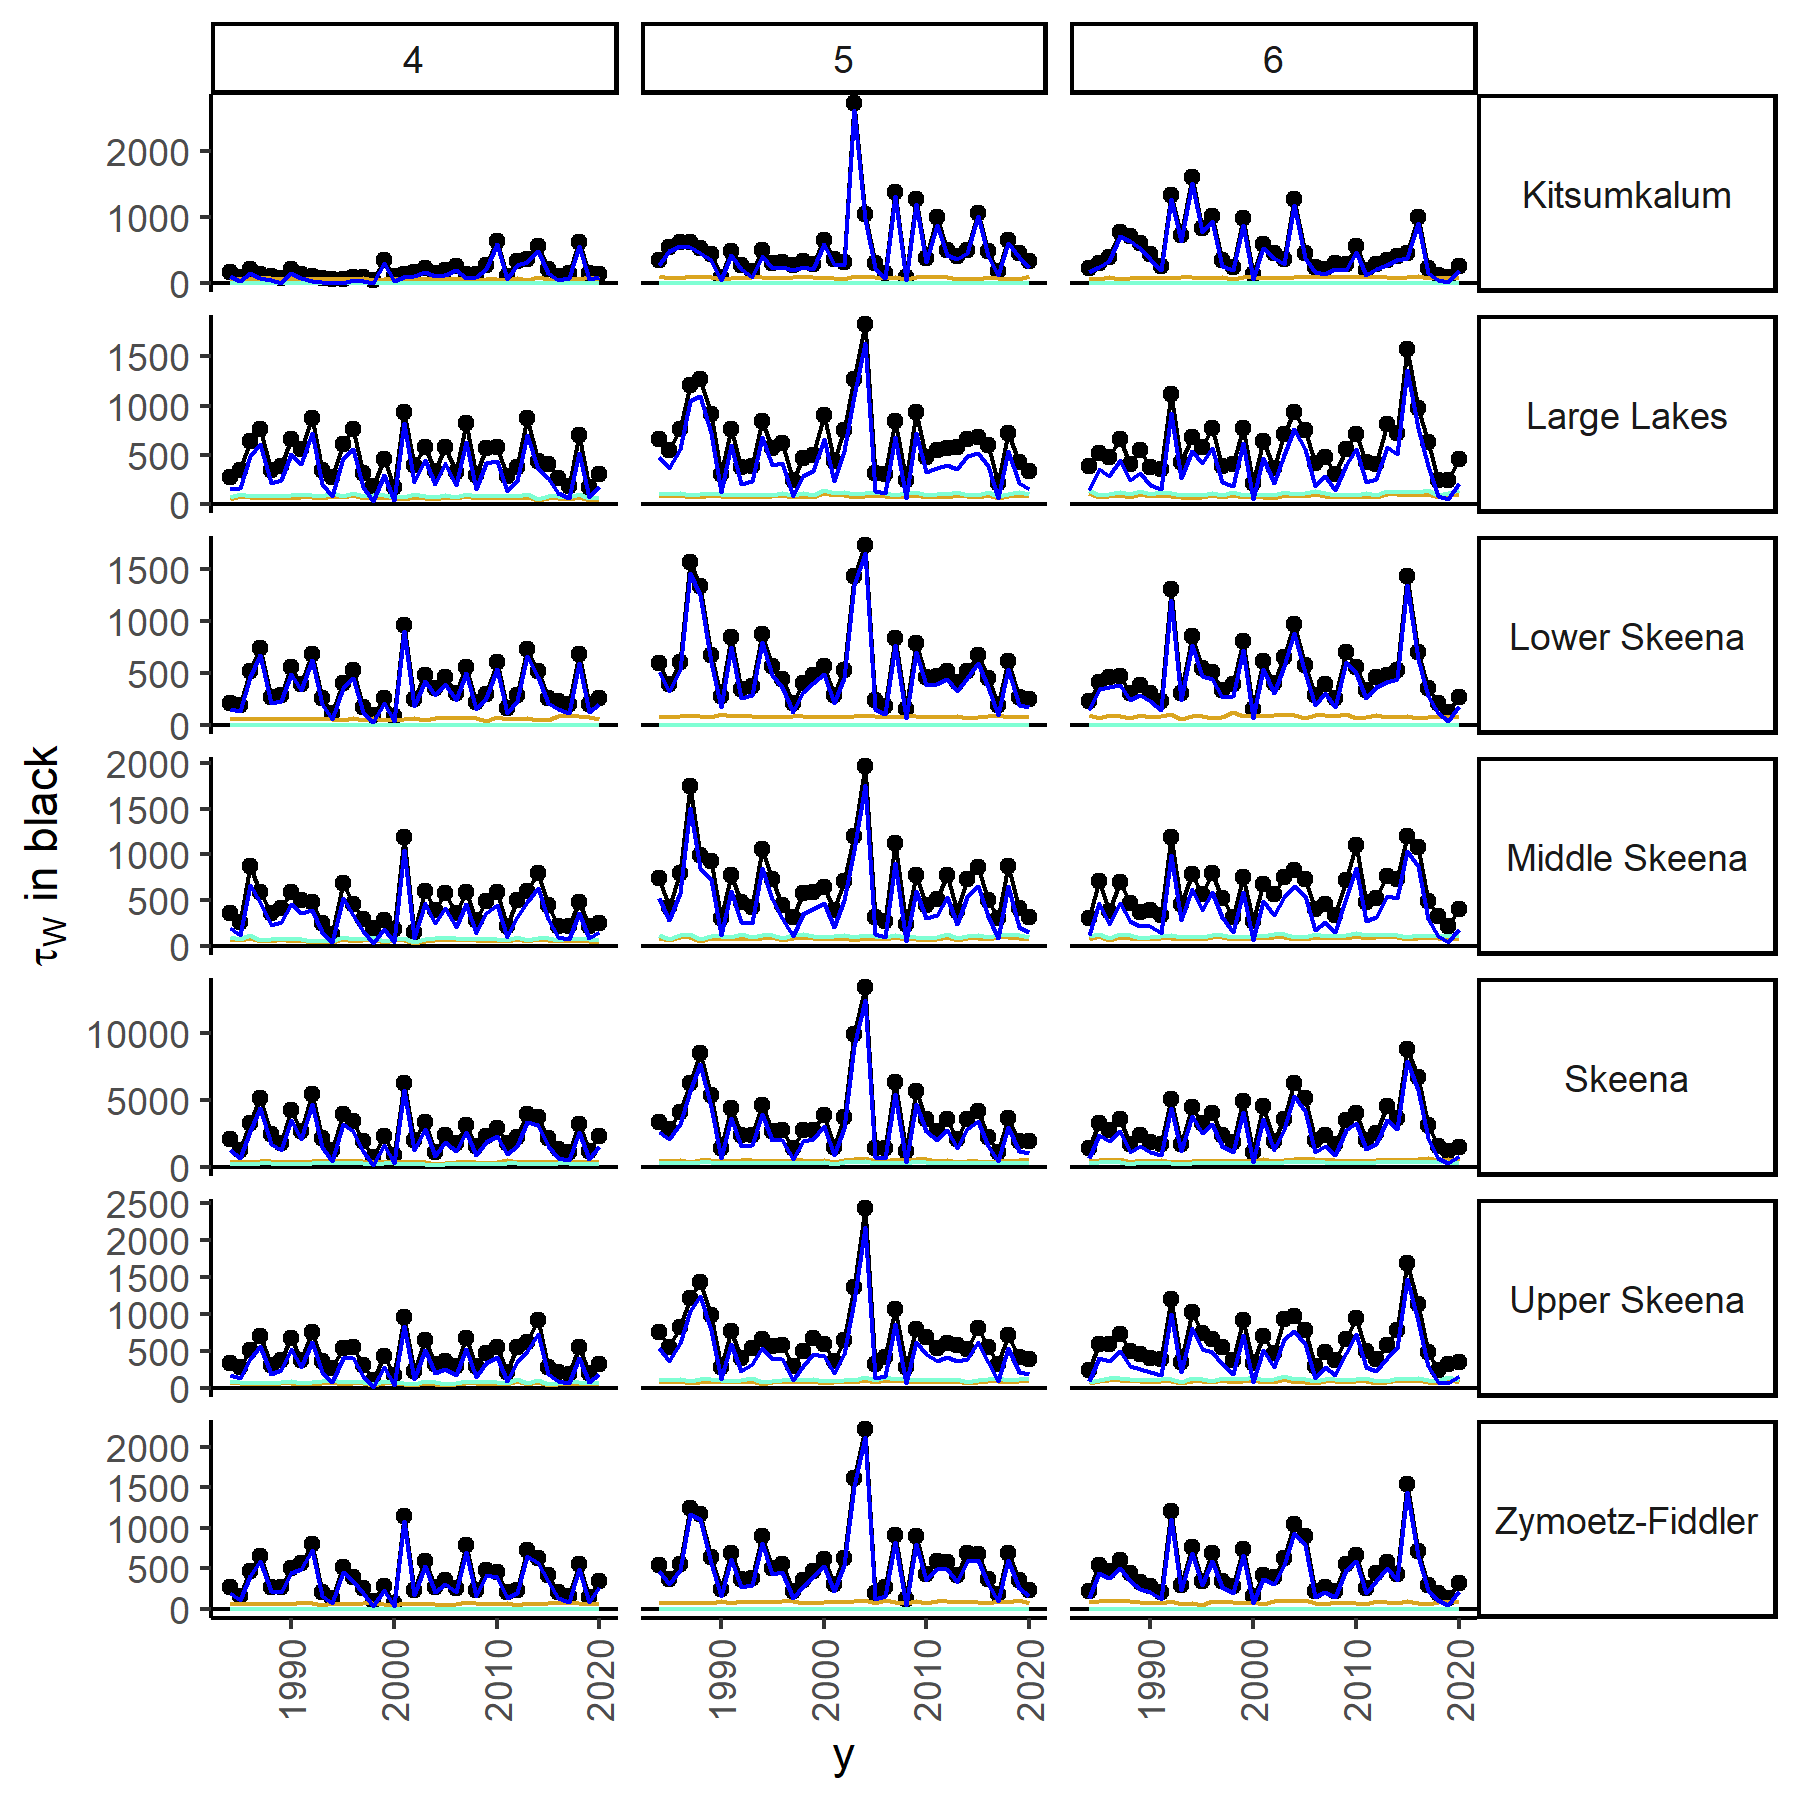 4 5 6
2000
1000
0
Kitsumkalum
1500
1000
500
0
Large Lakes
1500
1000
500
0
Lower Skeena
2000
1500
1000
500
0
Middle Skeena
10000
5000
0
Skeena
2500
2000
1500
1000
500
0
Upper Skeena
2000
1500
1000
500
0
Zymoetz-Fiddler
1990 2000 2010 2020 1990 2000 2010 2020 1990 2000 2010 2020
y
τW in black